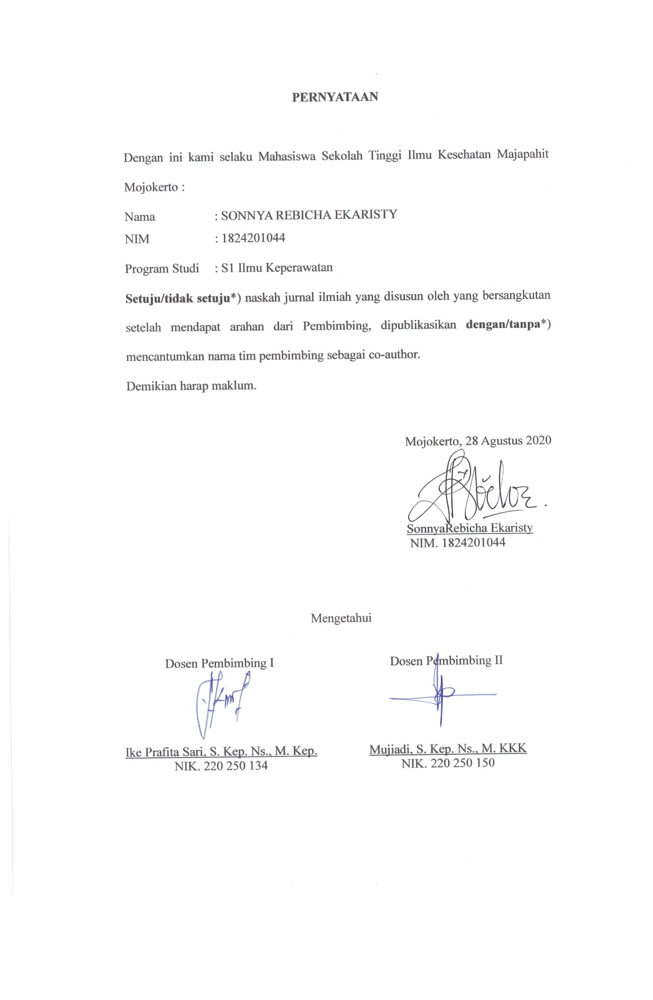 PERNYATAAN
Dengan ini kami selaku Mahasiswa Sekolah Tinggi Ilmu Kesehatan Majapahit
Mojokerto :
Nama : SONNYA REBICHA EKARISTY
NIM : 1824201044
Program Studi : S1 Ilmu Keperawatan
Setuju/tidak setuju*) naskah jurnal ilmiah yang disusun oleh yang bersangkutan
setelah mendapat arahan dari Pembimbing, dipublikasikan dengan/tanpa*)
mencantumkan nama tim pembimbing sebagai co-author.
Demikian harap maklum.
Mojokerto, 28 Agustus 2020
SonnyaRebicha Ekaristy
NIM. 1824201044
Mengetahui
Dosen Pembimbing I Dosen Pembimbing II
Ike Prafita Sari, S. Kep. Ns., M. Kep. Mujiadi, S. Kep. Ns., M. KKK
NIK. 220 250 134 NIK. 220 250 150